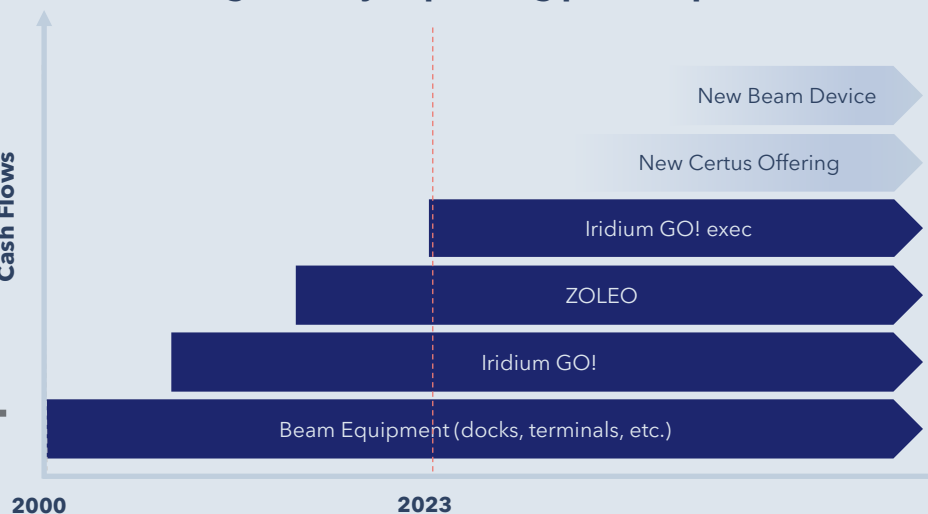 Cash Flows
New Beam Device
New Certus Offering
Iridium GO! exec
ZOLEO
Iridium GO!
Beam Equipment (docks, terminals, etc.)
2000
2023